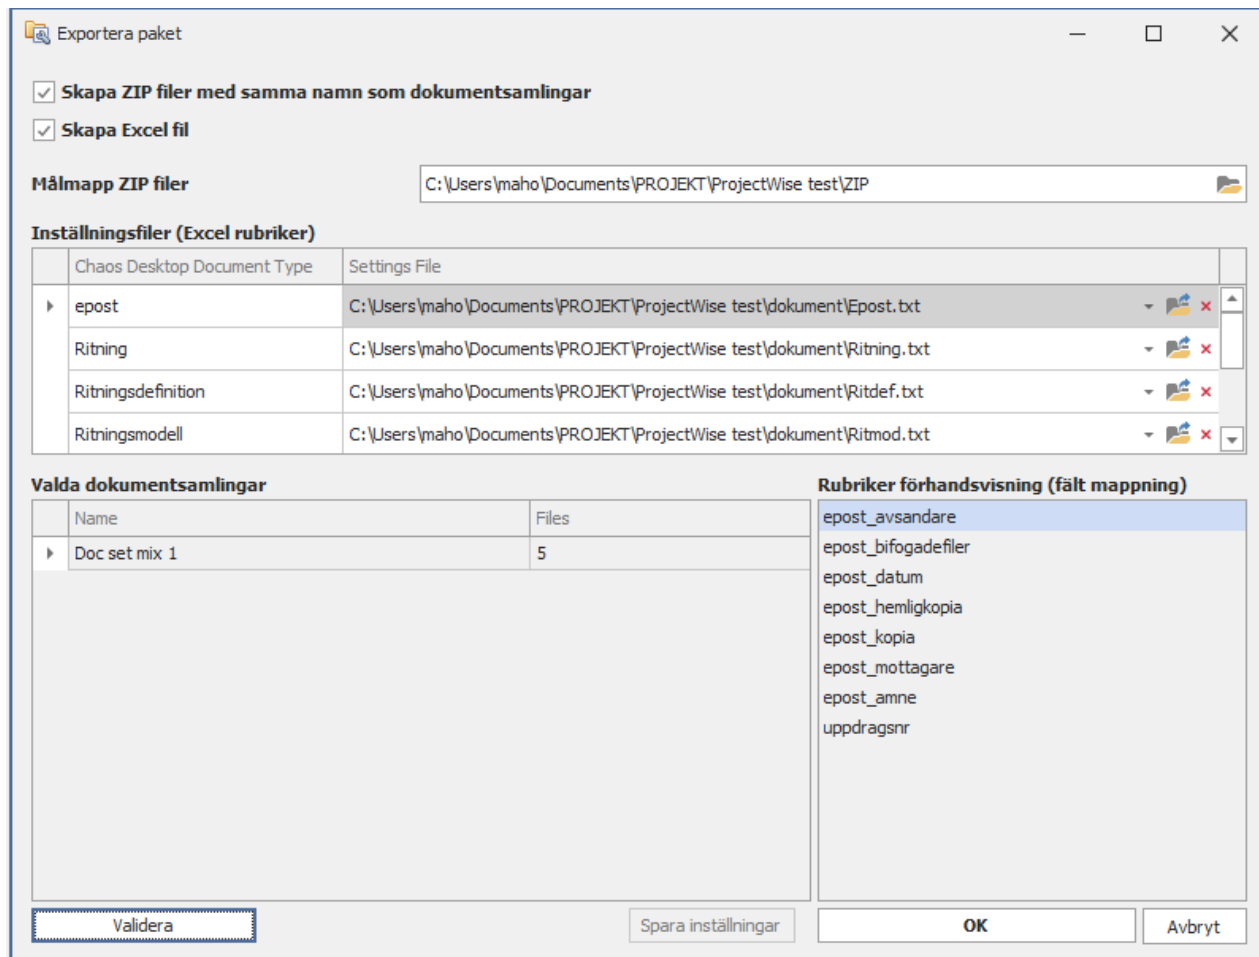 Exportera paket
Skapa ZIP filer med samma namn som dokumentsamlingar
Skapa Excel fil
Målmapp ZIP filer C:\Users\maho\Documents\PROJEKT\ProjectWise test\ZIP
Inställningsfiler (Excel rubriker)
Chaos Desktop Document Type Settings File
epost C:\Users\maho\Documents\PROJEKT\ProjectWise test\dokument\Epost.txt
Ritning C:\Users\maho\Documents\PROJEKT\ProjectWise test\dokument\Ritning.txt
Ritningsdefinition C:\Users\maho\Documents\PROJEKT\ProjectWise test\dokument\Ritdef.txt
Ritningsmodell C:\Users\maho\Documents\PROJEKT\ProjectWise test\dokument\Ritmod.txt
Valda dokumentsamlingar
Name Files
Doc set mix 1 5
Rubriker förhandsvisning (fält mappning)
epost_avsandare
epost_bifogadefiler
epost_datum
epost_hemligkopia
epost_kopia
epost_mottagare
epost_amne
uppdragsnr
Validera Spara inställningar OK Avbryt